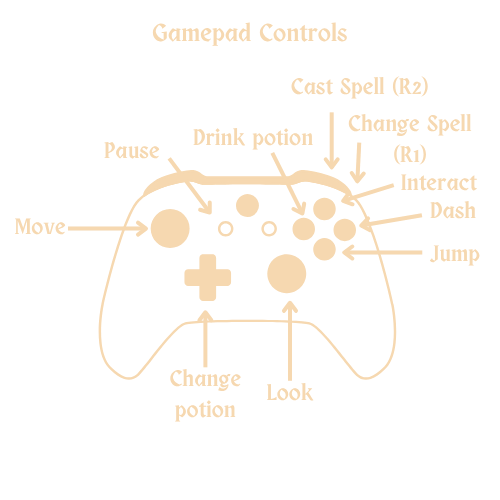 Gamepad Controls
Cast Spell (R2)
Change Spell
(R1)
Drink potion
Pause
Interact
Dash
Move
Jump
Change
potion
Look